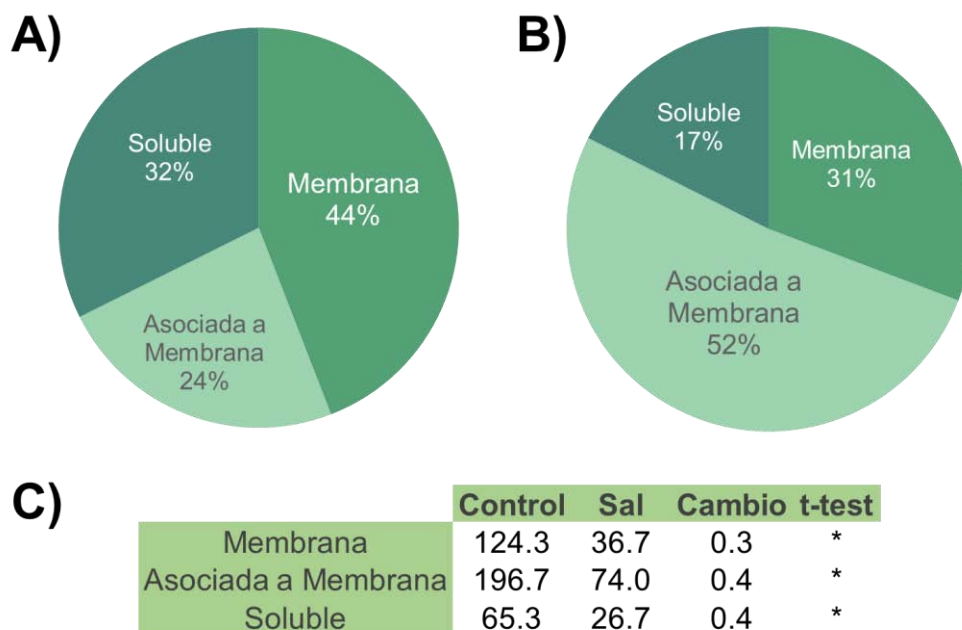 A)
Soluble
32%
Membrana
44%
Asociada a
Membrana
24%
B)
Soluble
17%
Membrana
31%
Asociada a
Membrana
52%
C)
Control Sal Cambio t-test
Membrana 124.3 36.7 0.3 *
Asociada a Membrana 196.7 74.0 0.4 *
Soluble 65.3 26.7 0.4 *